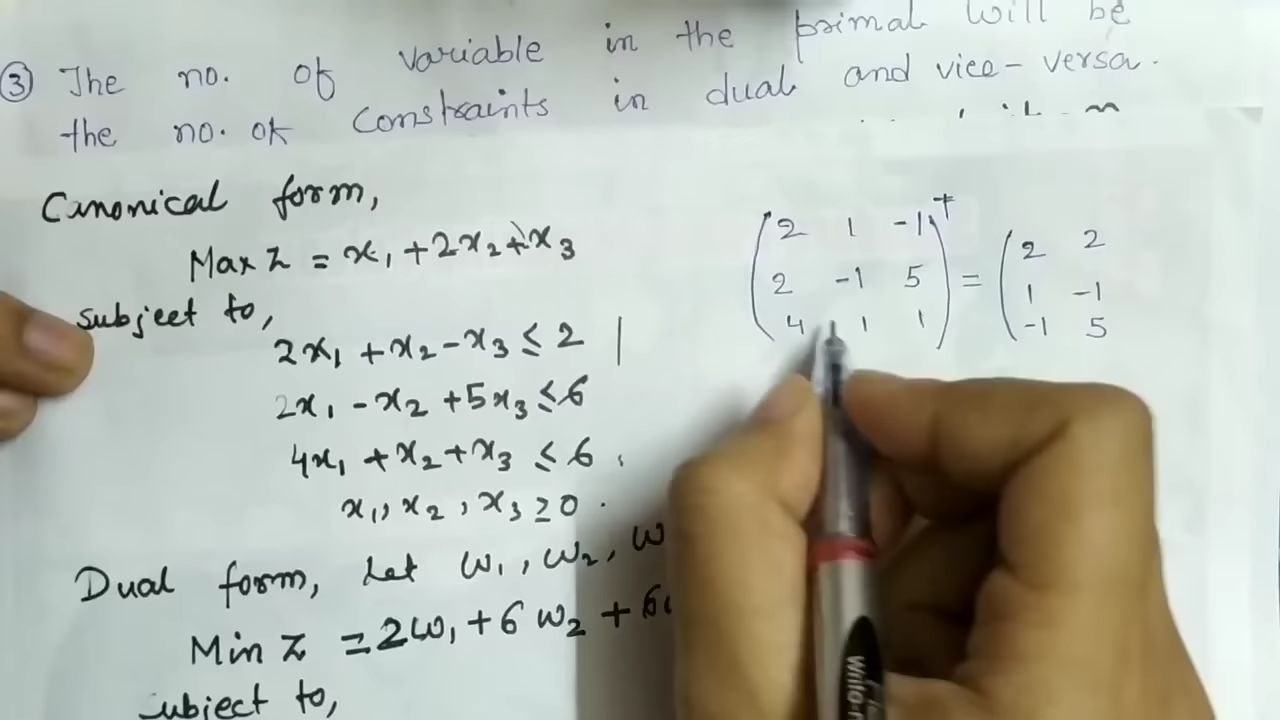 ③ The no. of variable in the primal will be
the no. of constraints in dual and vice-versa.
Canonical form,
Max Z = x₁ + 2x₂ + x₃
subject to,
2x₁ + x₂ - x₃ ≤ 2
2x₁ - x₂ + 5x₃ ≤ 6
4x₁ + x₂ + x₃ ≤ 6
x₁, x₂, x₃ ≥ 0.
Dual form, Let w₁, w₂, w
Min Z = 2w₁ + 6w₂ + 6
subject to,
2 1 -1 T 2 2
2 -1 5 = 1 -1
4 1 1 -1 5